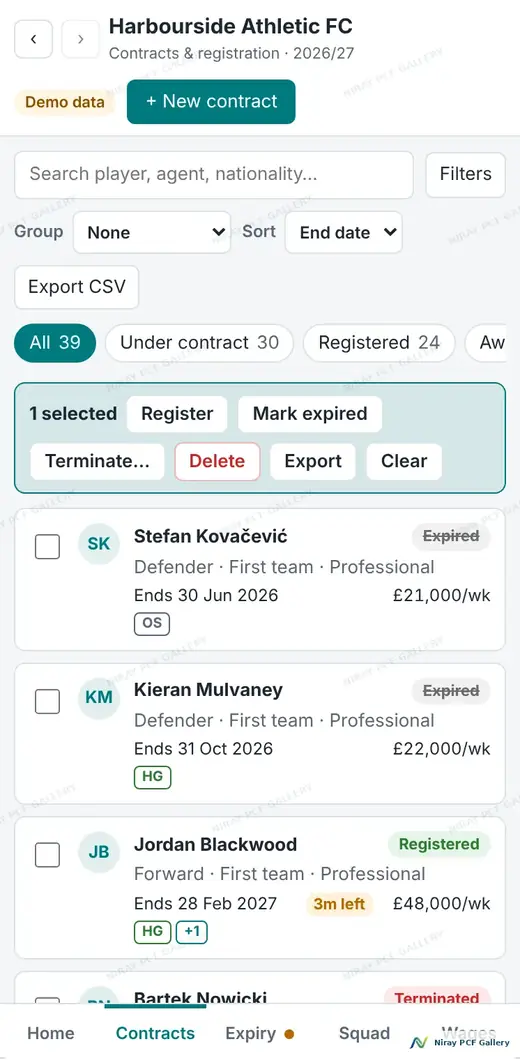 Harbourside Athletic FC
Contracts & registration · 2026/27
Demo data + New contract
Search player, agent, nationality... Filters
Group None Sort End date
Export CSV
All 39 Under contract 30 Registered 24 Aw
1 selected Register Mark expired
Terminate... Delete Export Clear
SK Stefan Kovačević Expired
Defender · First team · Professional
Ends 30 Jun 2026 £21,000/wk
OS
KM Kieran Mulvaney Expired
Defender · First team · Professional
Ends 31 Oct 2026 £22,000/wk
HG
JB Jordan Blackwood Registered
Forward · First team · Professional
Ends 28 Feb 2027 3m left £48,000/wk
HG +1
BN Bartek Nowicki Terminated
Home Contracts Expiry Squad Wages
Niray PCF Gallery